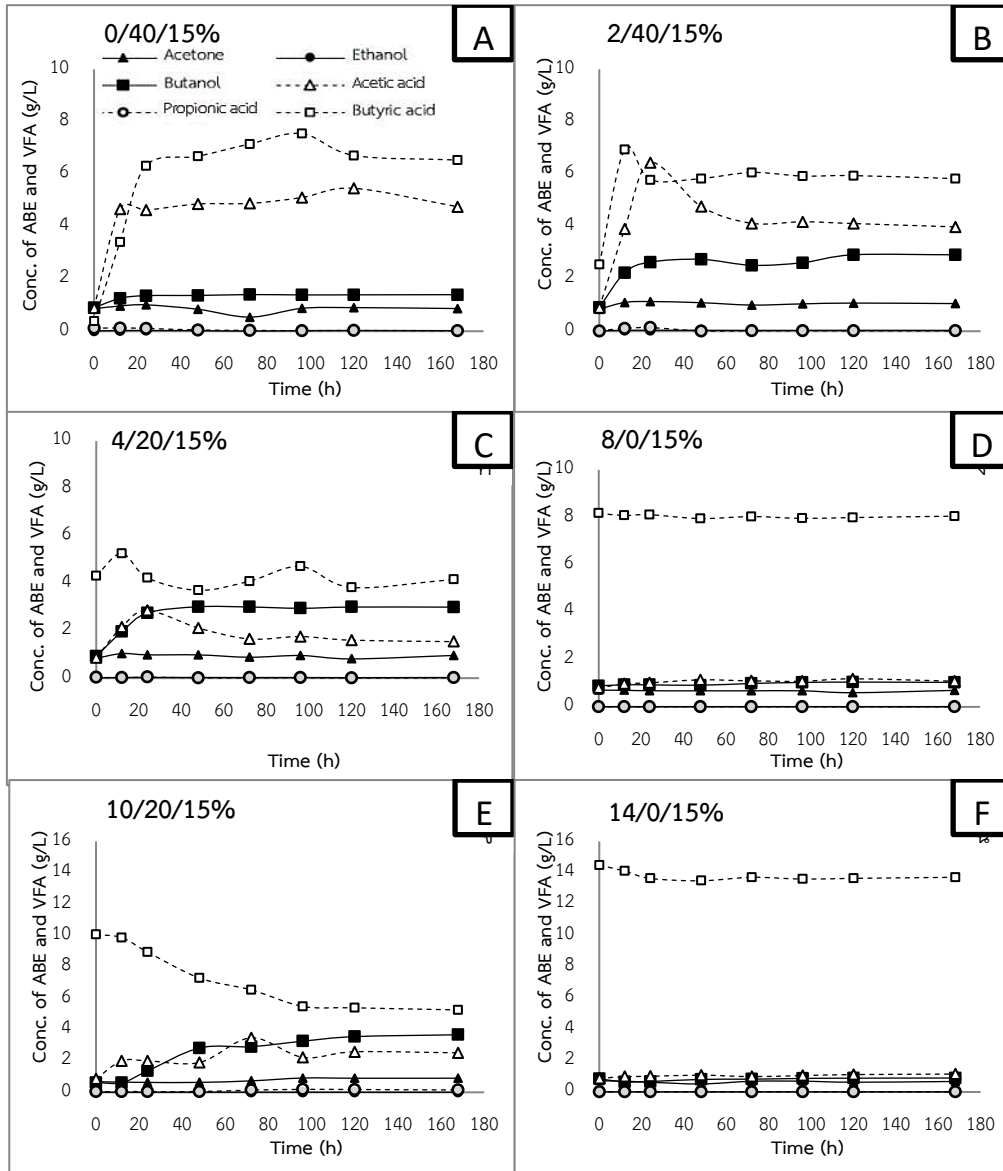 0/40/15%
A
Acetone
Ethanol
Butanol
Acetic acid
Propionic acid
Butyric acid
Conc. of ABE and VFA (g/L)
10
8
6
4
2
0
0 20 40 60 80 100 120 140 160 180
Time (h)
2/40/15%
B
Conc. of ABE and VFA (g/L)
10
8
6
4
2
0
0 20 40 60 80 100 120 140 160 180
Time (h)
4/20/15%
C
Conc. of ABE and VFA (g/L)
10
8
6
4
2
0
0 20 40 60 80 100 120 140 160 180
Time (h)
8/0/15%
D
Conc. of ABE and VFA (g/L)
10
8
6
4
2
0
0 20 40 60 80 100 120 140 160 180
Time (h)
10/20/15%
E
Conc. of ABE and VFA (g/L)
16
14
12
10
8
6
4
2
0
0 20 40 60 80 100 120 140 160 180
Time (h)
14/0/15%
F
Conc. of ABE and VFA (g/L)
16
14
12
10
8
6
4
2
0
0 20 40 60 80 100 120 140 160 180
Time (h)